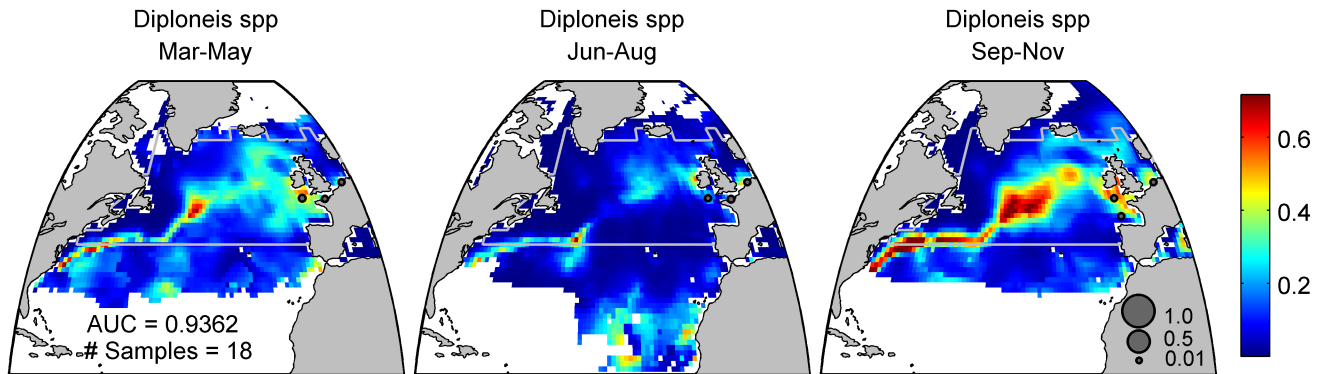 Diploneis spp
Mar-May
Diploneis spp
Jun-Aug
Diploneis spp
Sep-Nov
AUC = 0.9362
# Samples = 18
1.0
0.5
0.01
0.6
0.4
0.2